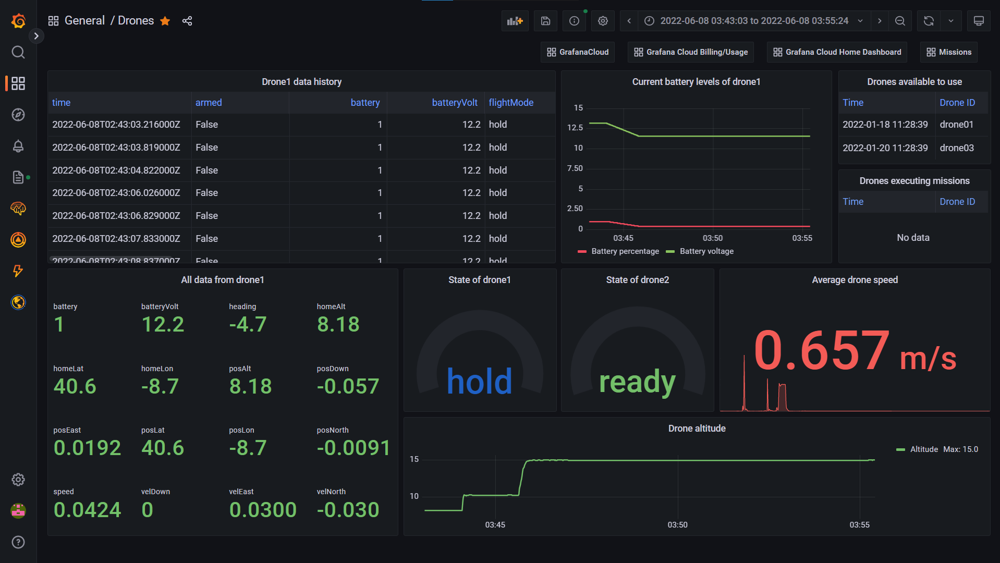 General / Drones
2022-06-08 03:43:03 to 2022-06-08 03:55:24
GrafanaCloud
Grafana Cloud Billing/Usage
Grafana Cloud Home Dashboard
Missions
Drone1 data history
time armed battery batteryVolt flightMode
2022-06-08T02:43:03.216000Z False 1 12.2 hold
2022-06-08T02:43:03.819000Z False 1 12.2 hold
2022-06-08T02:43:04.822000Z False 1 12.2 hold
2022-06-08T02:43:06.026000Z False 1 12.2 hold
2022-06-08T02:43:06.829000Z False 1 12.2 hold
2022-06-08T02:43:07.833000Z False 1 12.2 hold
2022-06-08T02:43:08.837000Z False 1 12.2 hold
Current battery levels of drone1
15
12.5
10
7.50
5
2.50
0
03:45 03:50 03:55
Battery percentage Battery voltage
Drones available to use
Time Drone ID
2022-01-18 11:28:39 drone01
2022-01-20 11:28:39 drone03
Drones executing missions
Time Drone ID
No data
All data from drone1
battery batteryVolt heading homeAlt
1 12.2 -4.7 8.18
homeLat homeLon posAlt posDown
40.6 -8.7 8.18 -0.057
posEast posLat posLon posNorth
0.0192 40.6 -8.7 -0.0091
speed velDown velEast velNorth
0.0424 0 0.0300 -0.030
State of drone1
hold
State of drone2
ready
Average drone speed
0.657 m/s
Drone altitude
Altitude Max: 15.0
15
10
03:45 03:50 03:55